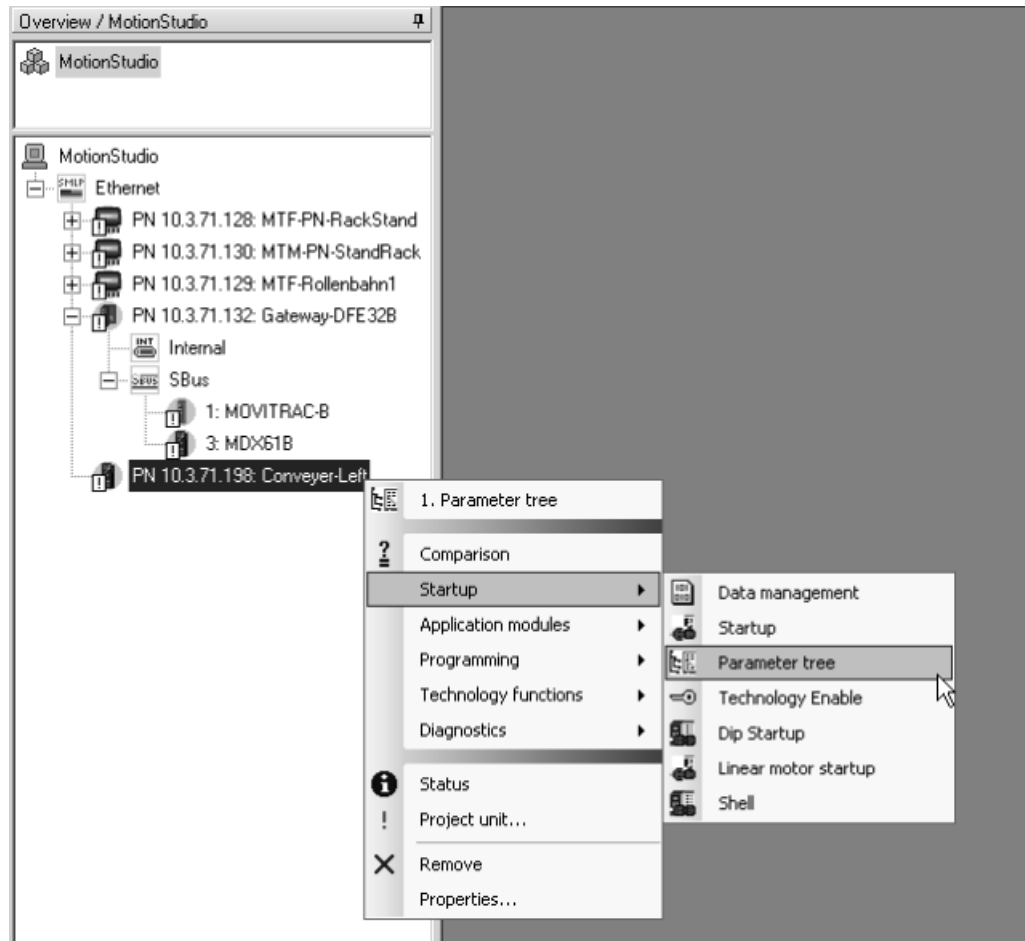 Overview / MotionStudio
MotionStudio
MotionStudio
SMLP Ethernet
PN 10.3.71.128: MTF-PN-RackStand
PN 10.3.71.130: MTM-PN-StandRack
PN 10.3.71.129: MTF-Rollenbahn1
PN 10.3.71.132: Gateway-DFE32B
INT Internal
SBUS SBus
1: MOVITRAC-B
3: MDX61B
PN 10.3.71.198: Conveyer-Left
1. Parameter tree
Comparison
Startup
Application modules
Programming
Technology functions
Diagnostics
Status
Project unit...
Remove
Properties...
Data management
Startup
Parameter tree
Technology Enable
Dip Startup
Linear motor startup
Shell